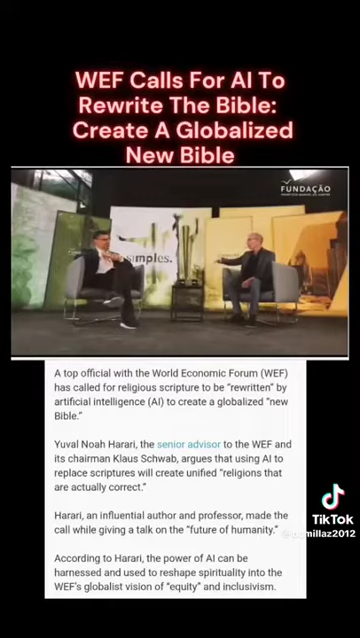 WEF Calls For AI To
Rewrite The Bible:
Create A Globalized
New Bible
FUNDAÇÃO
A top official with the World Economic Forum (WEF)
has called for religious scripture to be "rewritten" by
artificial intelligence (AI) to create a globalized "new
Bible."
Yuval Noah Harari, the senior advisor to the WEF and
its chairman Klaus Schwab, argues that using AI to
replace scriptures will create unified "religions that
are actually correct."
Harari, an influential author and professor, made the
call while giving a talk on the "future of humanity."
According to Harari, the power of AI can be
harnessed and used to reshape spirituality into the
WEF's globalist vision of "equity" and inclusivism.
TikTok